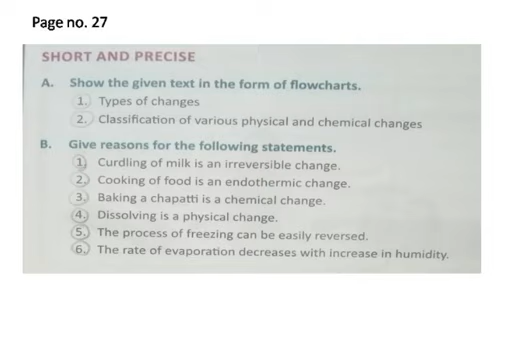 Page no. 27
SHORT AND PRECISE
A. Show the given text in the form of flowcharts.
1. Types of changes
2. Classification of various physical and chemical changes
B. Give reasons for the following statements.
1. Curdling of milk is an irreversible change.
2. Cooking of food is an endothermic change.
3. Baking a chapatti is a chemical change.
4. Dissolving is a physical change.
5. The process of freezing can be easily reversed.
6. The rate of evaporation decreases with increase in humidity.